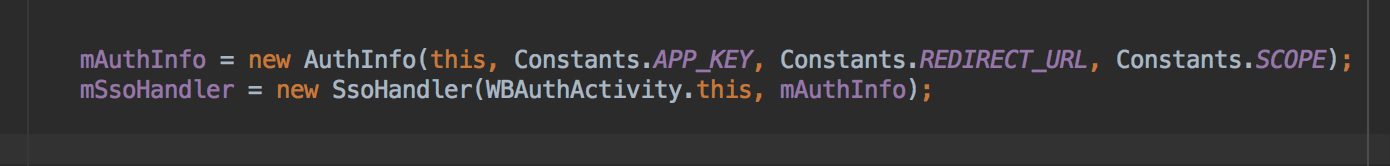 mAuthInfo = new AuthInfo(this, Constants.APP_KEY, Constants.REDIRECT_URL, Constants.SCOPE);
mSsoHandler = new SsoHandler(WBAuthActivity.this, mAuthInfo);